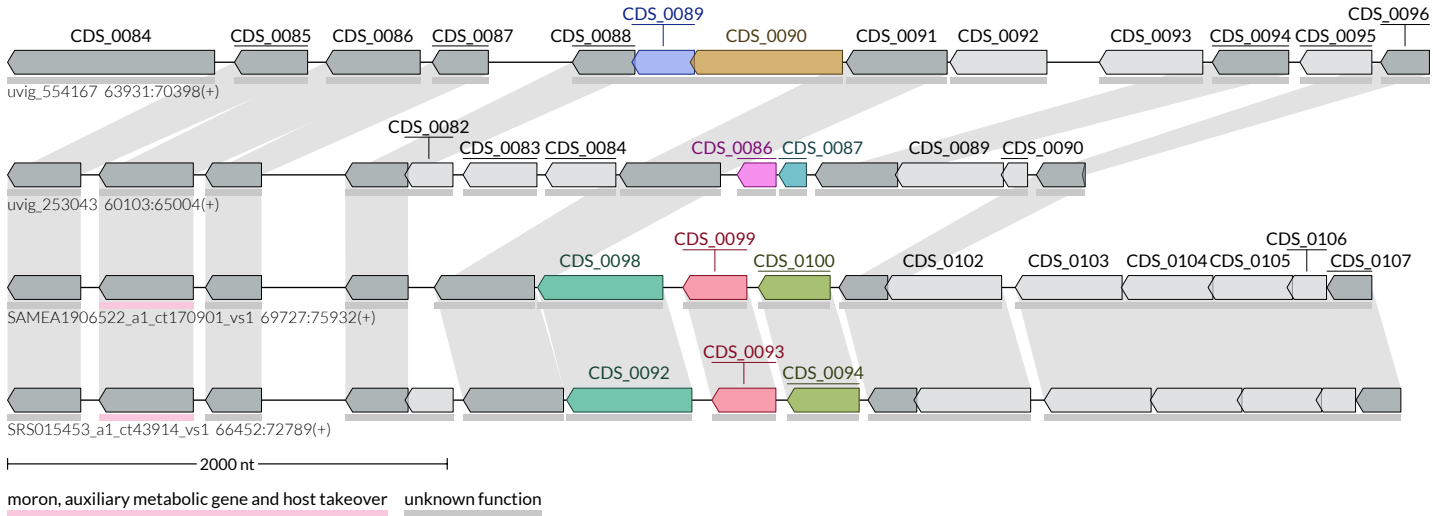 CDS_0089 CDS_0096
CDS_0084 CDS_0085 CDS_0086 CDS_0087 CDS_0088 CDS_0090 CDS_0091 CDS_0092 CDS_0093 CDS_0094 CDS_0095
uvig_554167 63931:70398(+)
CDS_0082
CDS_0083 CDS_0084 CDS_0086 CDS_0087 CDS_0089 CDS_0090
uvig_253043 60103:65004(+)
CDS_0099 CDS_0106
CDS_0098 CDS_0100 CDS_0102 CDS_0103 CDS_0104 CDS_0105 CDS_0107
SAMEA1906522_a1_ct170901_vs1 69727:75932(+)
CDS_0093
CDS_0092 CDS_0094
SRS015453_a1_ct43914_vs1 66452:72789(+)
2000 nt
moron, auxiliary metabolic gene and host takeover unknown function